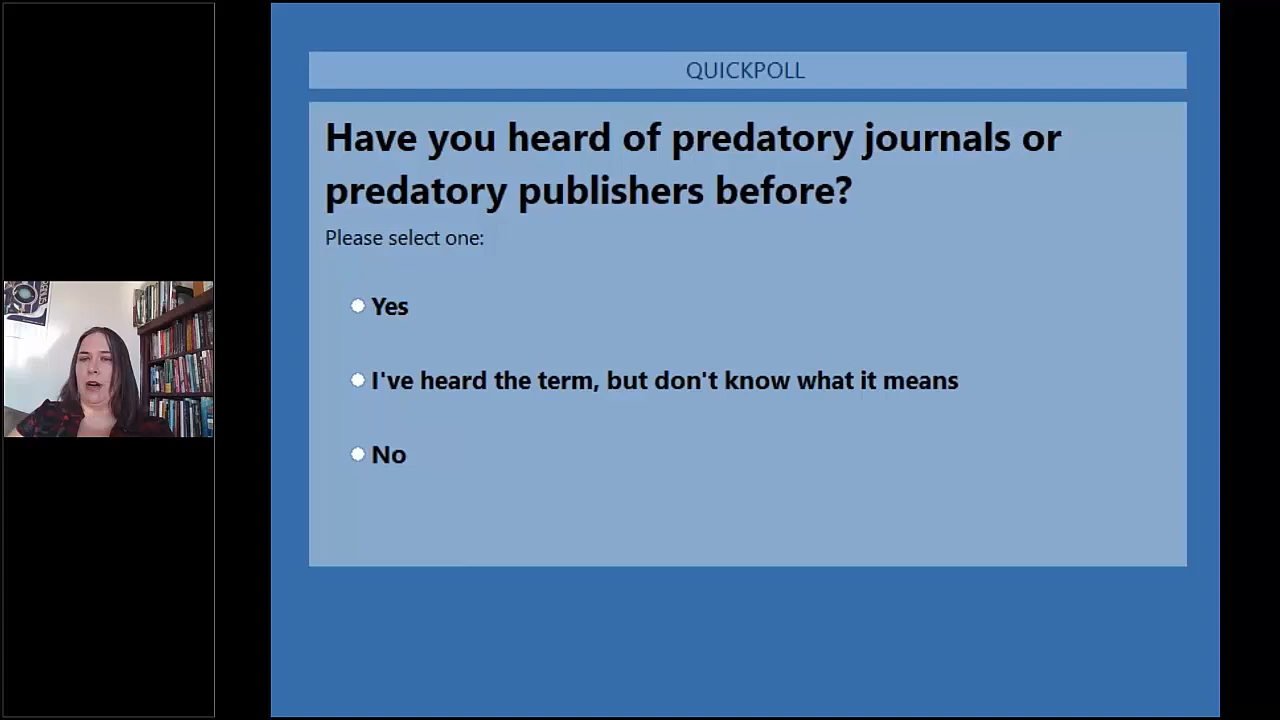 QUICKPOLL
Have you heard of predatory journals or
predatory publishers before?
Please select one:
Yes
I've heard the term, but don't know what it means
No